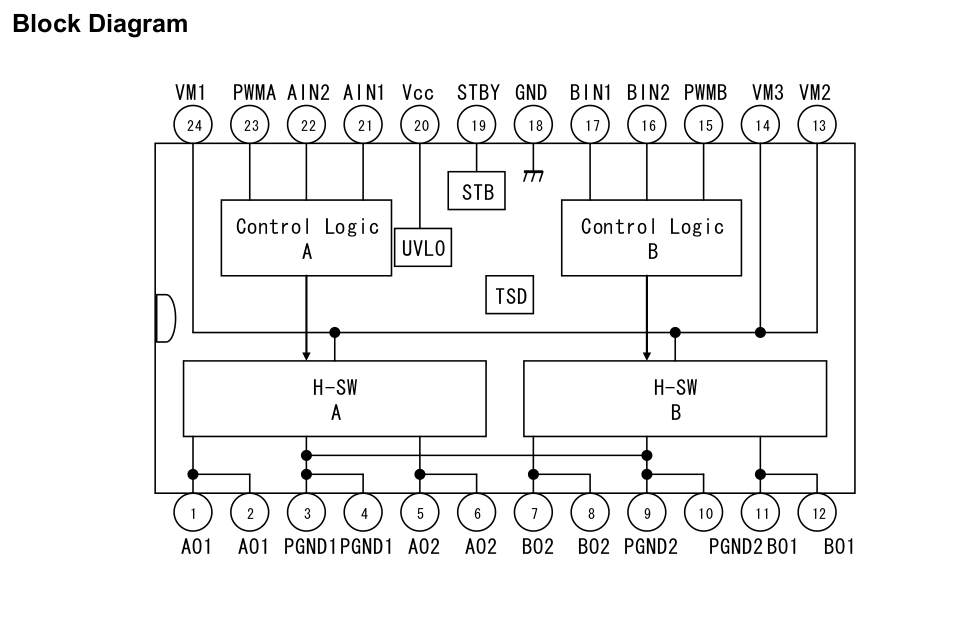 Block Diagram
VM1 PWMA AIN2 AIN1 Vcc STBY GND BIN1 BIN2 PWMB VM3 VM2
24 23 22 21 20 19 18 17 16 15 14 13
STB
Control Logic
A
Control Logic
B
UVLO
TSD
H-SW
A
H-SW
B
1 2 3 4 5 6 7 8 9 10 11 12
AO1 AO1 PGND1 PGND1 AO2 AO2 BO2 BO2 PGND2 PGND2 BO1 BO1